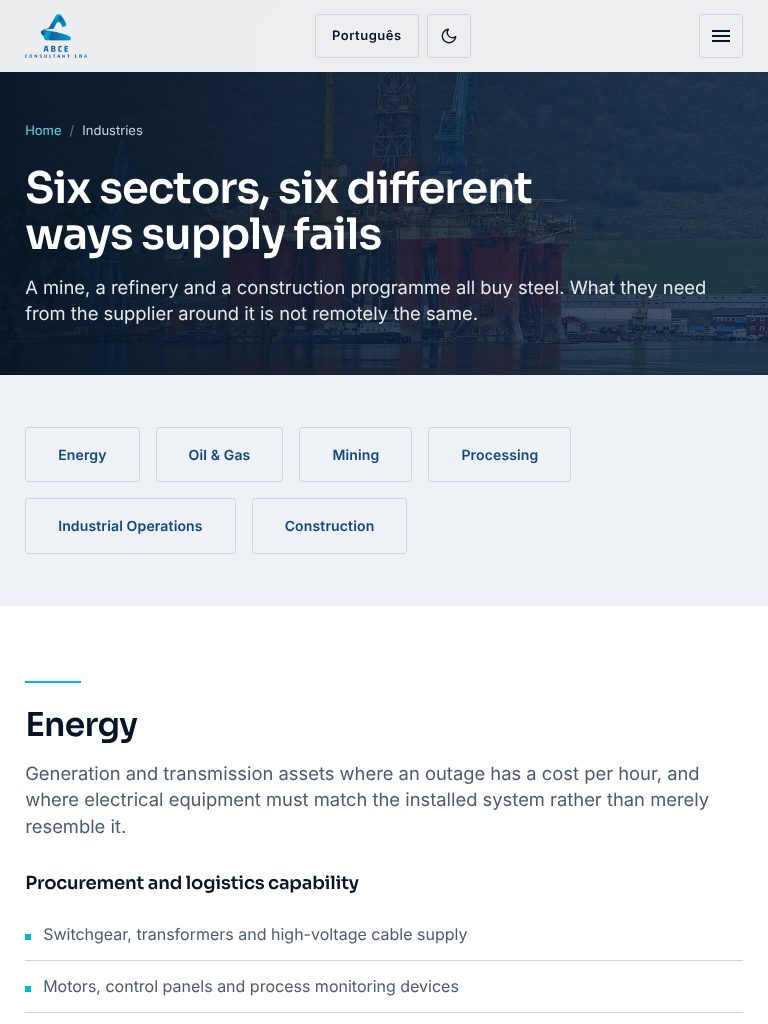 ABCE
CONSULTANT LDA
Português
Home / Industries
Six sectors, six different
ways supply fails
A mine, a refinery and a construction programme all buy steel. What they need
from the supplier around it is not remotely the same.
Energy
Oil & Gas
Mining
Processing
Industrial Operations
Construction
Energy
Generation and transmission assets where an outage has a cost per hour, and
where electrical equipment must match the installed system rather than merely
resemble it.
Procurement and logistics capability
Switchgear, transformers and high-voltage cable supply
Motors, control panels and process monitoring devices